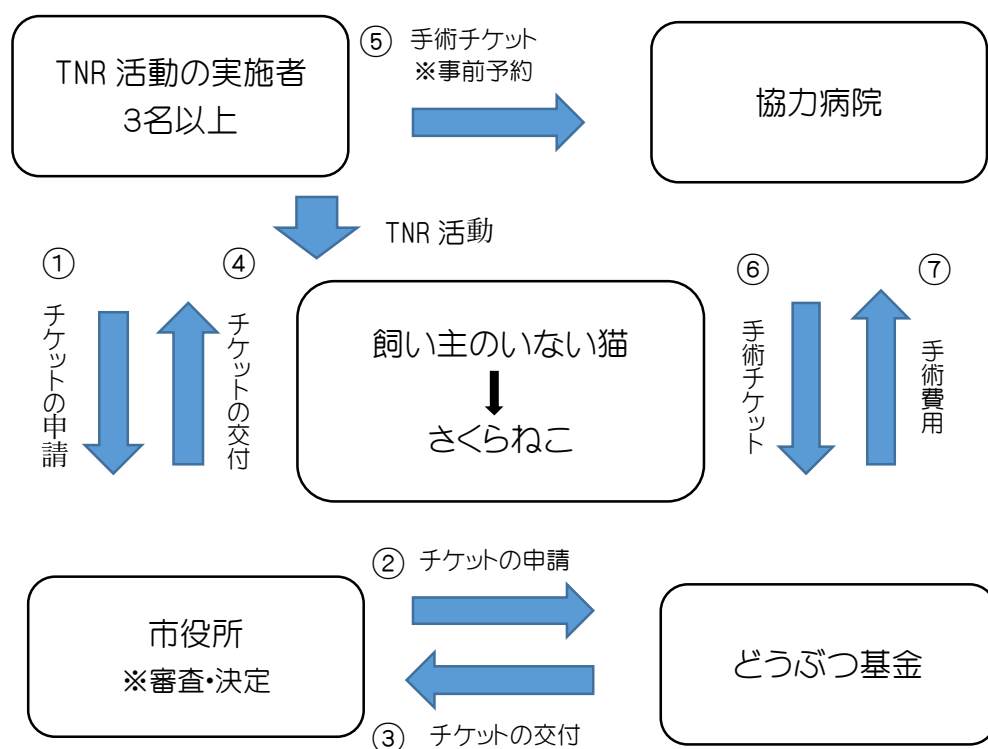 TNR 活動の実施者
3名以上
⑤ 手術チケット
※事前予約
協力病院
TNR 活動
①
チケットの申請
④
チケットの交付
飼い主のいない猫
さくらねこ
⑥
手術チケット
⑦
手術費用
② チケットの申請
市役所
※審査・決定
どうぶつ基金
③ チケットの交付